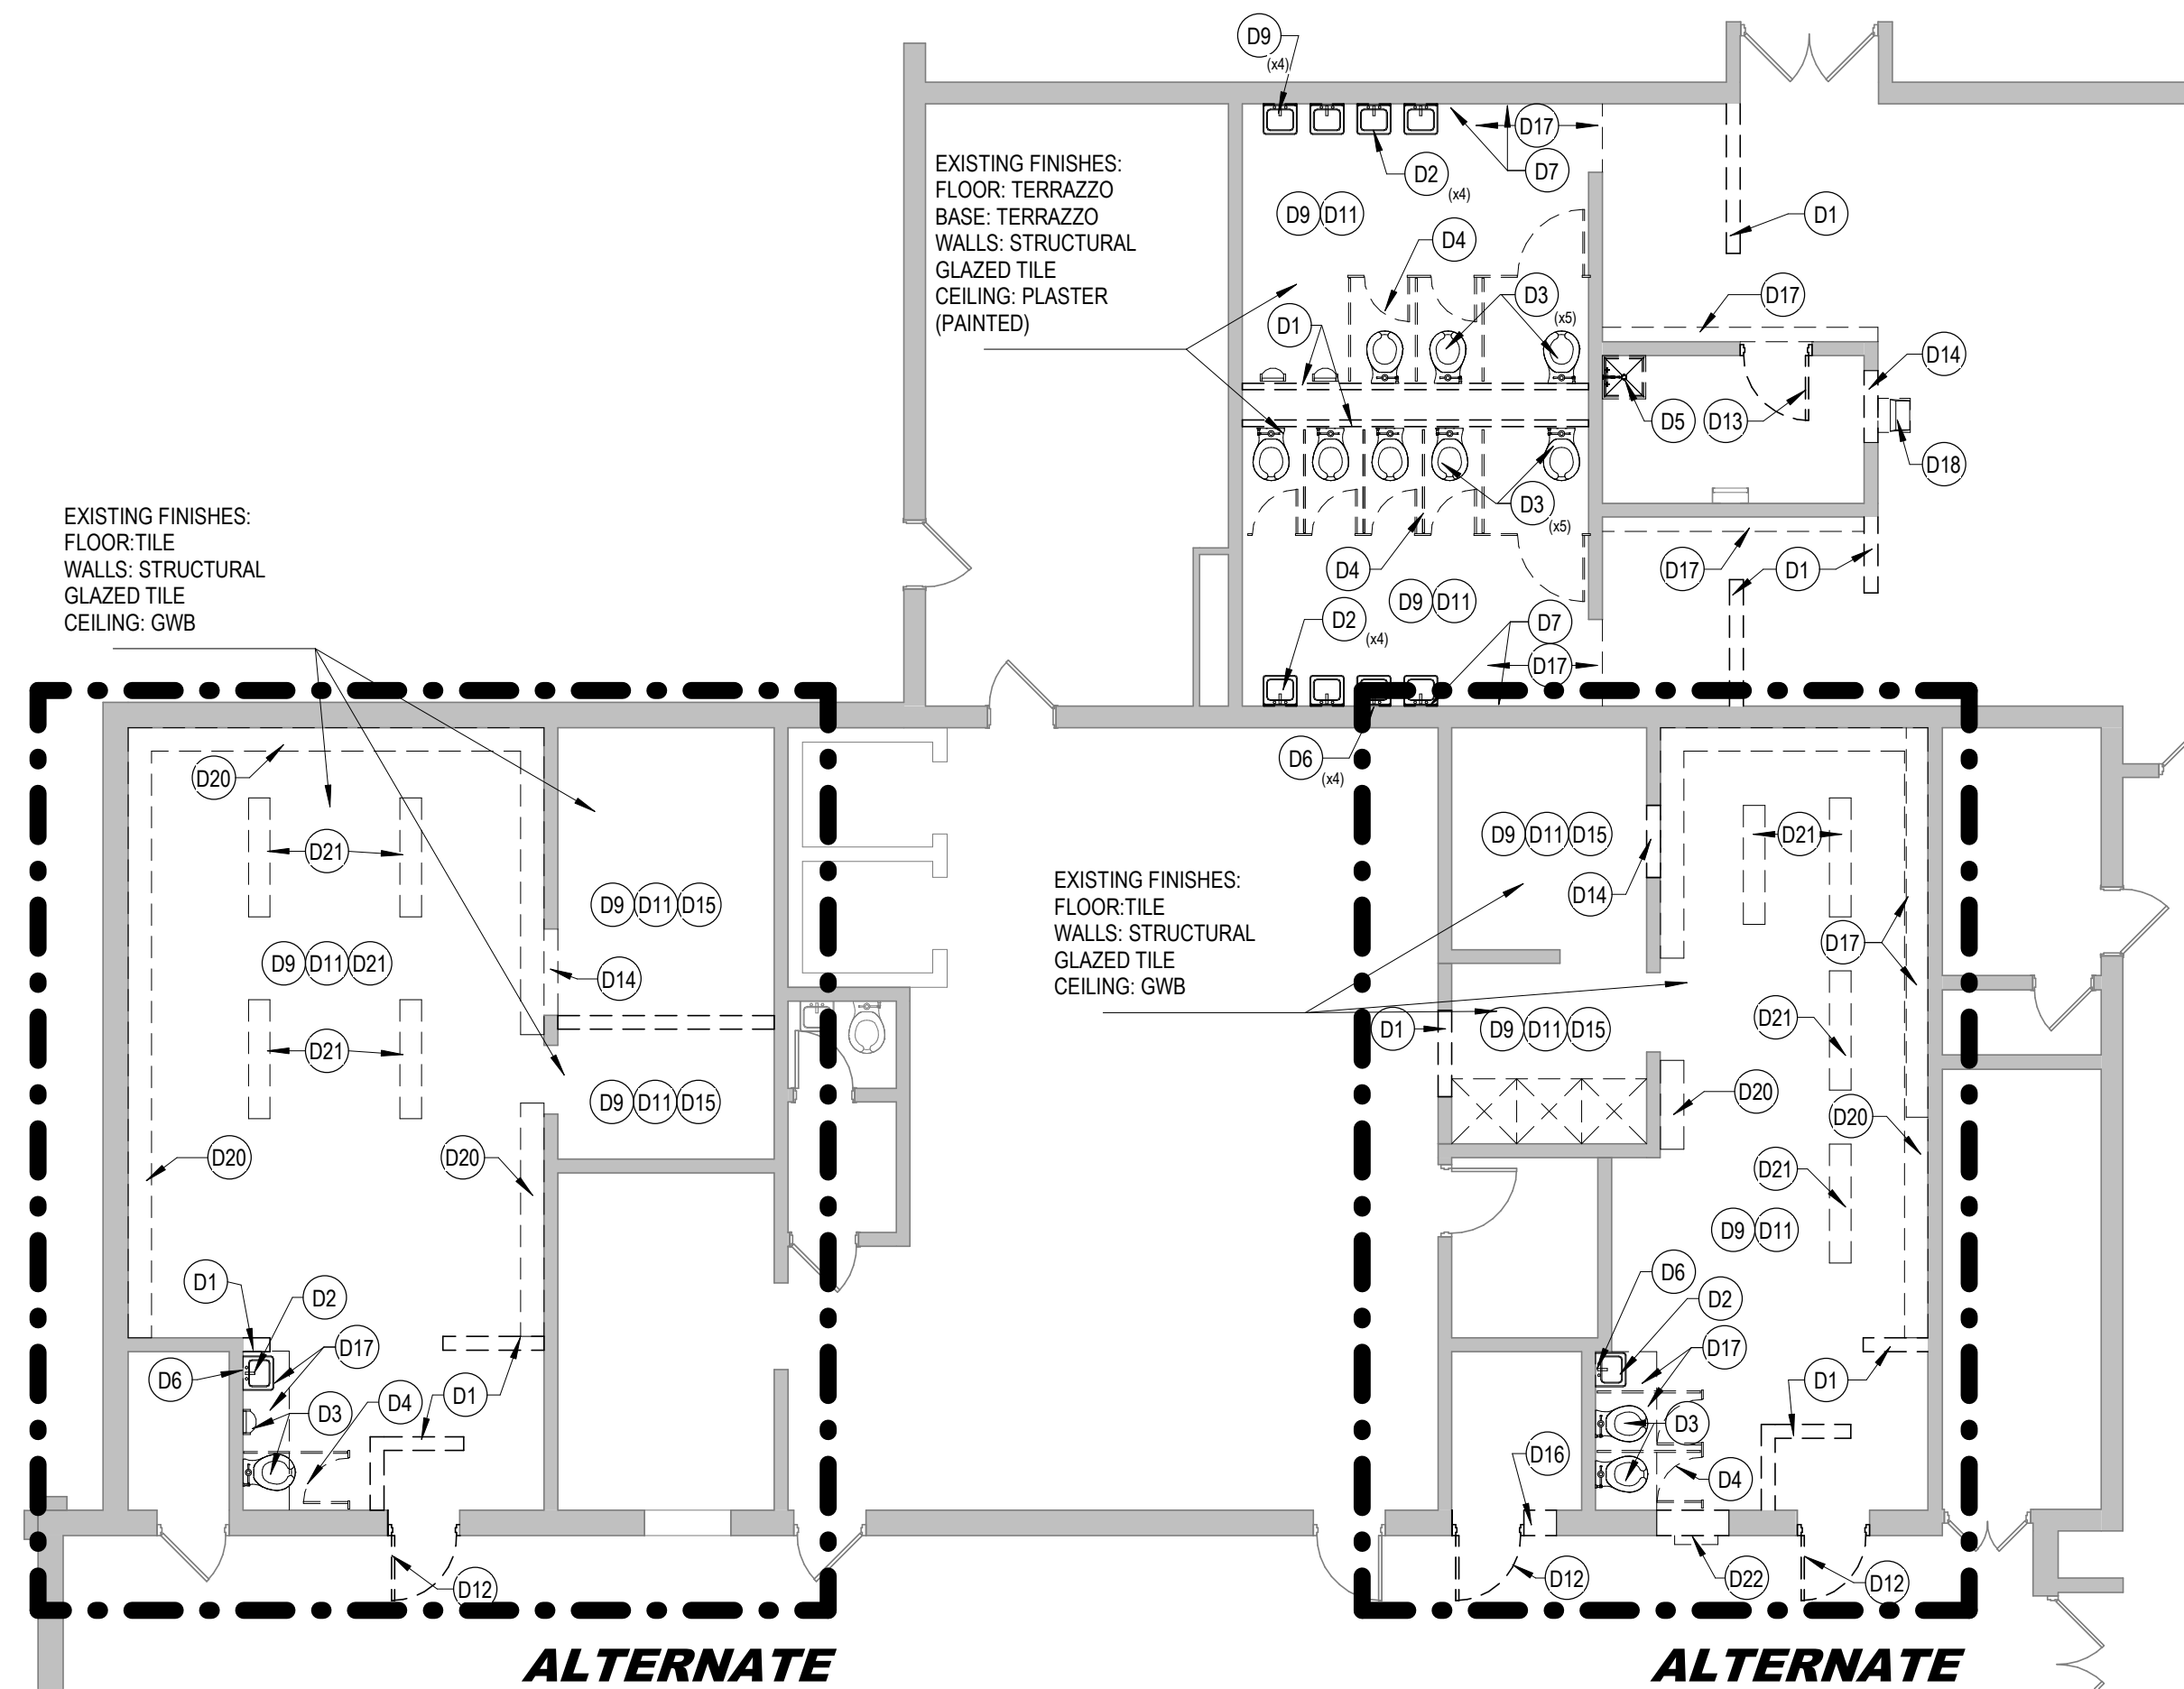 D9
(x4)
D17
D2
(x4)
D7
EXISTING FINISHES:
FLOOR: TERRAZZO
BASE: TERRAZZO
WALLS: STRUCTURAL
GLAZED TILE
CEILING: PLASTER
(PAINTED)
D9 D11
D1
D4
D3
(x5)
D17
D1
D14
D5
D13
D18
D3
(x5)
EXISTING FINISHES:
FLOOR:TILE
WALLS: STRUCTURAL
GLAZED TILE
CEILING: GWB
D4
D17
D1
D9 D11
D2
(x4)
D7
D17
D6
(x4)
D20
D21
D9 D11 D15
D9 D11 D21
D14
D21
D9 D11 D15
D20
D20
D1
D2
D17
D6
D3
D4
D1
D12
EXISTING FINISHES:
FLOOR:TILE
WALLS: STRUCTURAL
GLAZED TILE
CEILING: GWB
D9 D11 D15
D21
D14
D17
D1
D9 D11 D15
D21
D20
D20
D21
D9 D11
D6
D2
D17
D1
D3
D16
D4
D12
D22
D12
ALTERNATE
ALTERNATE